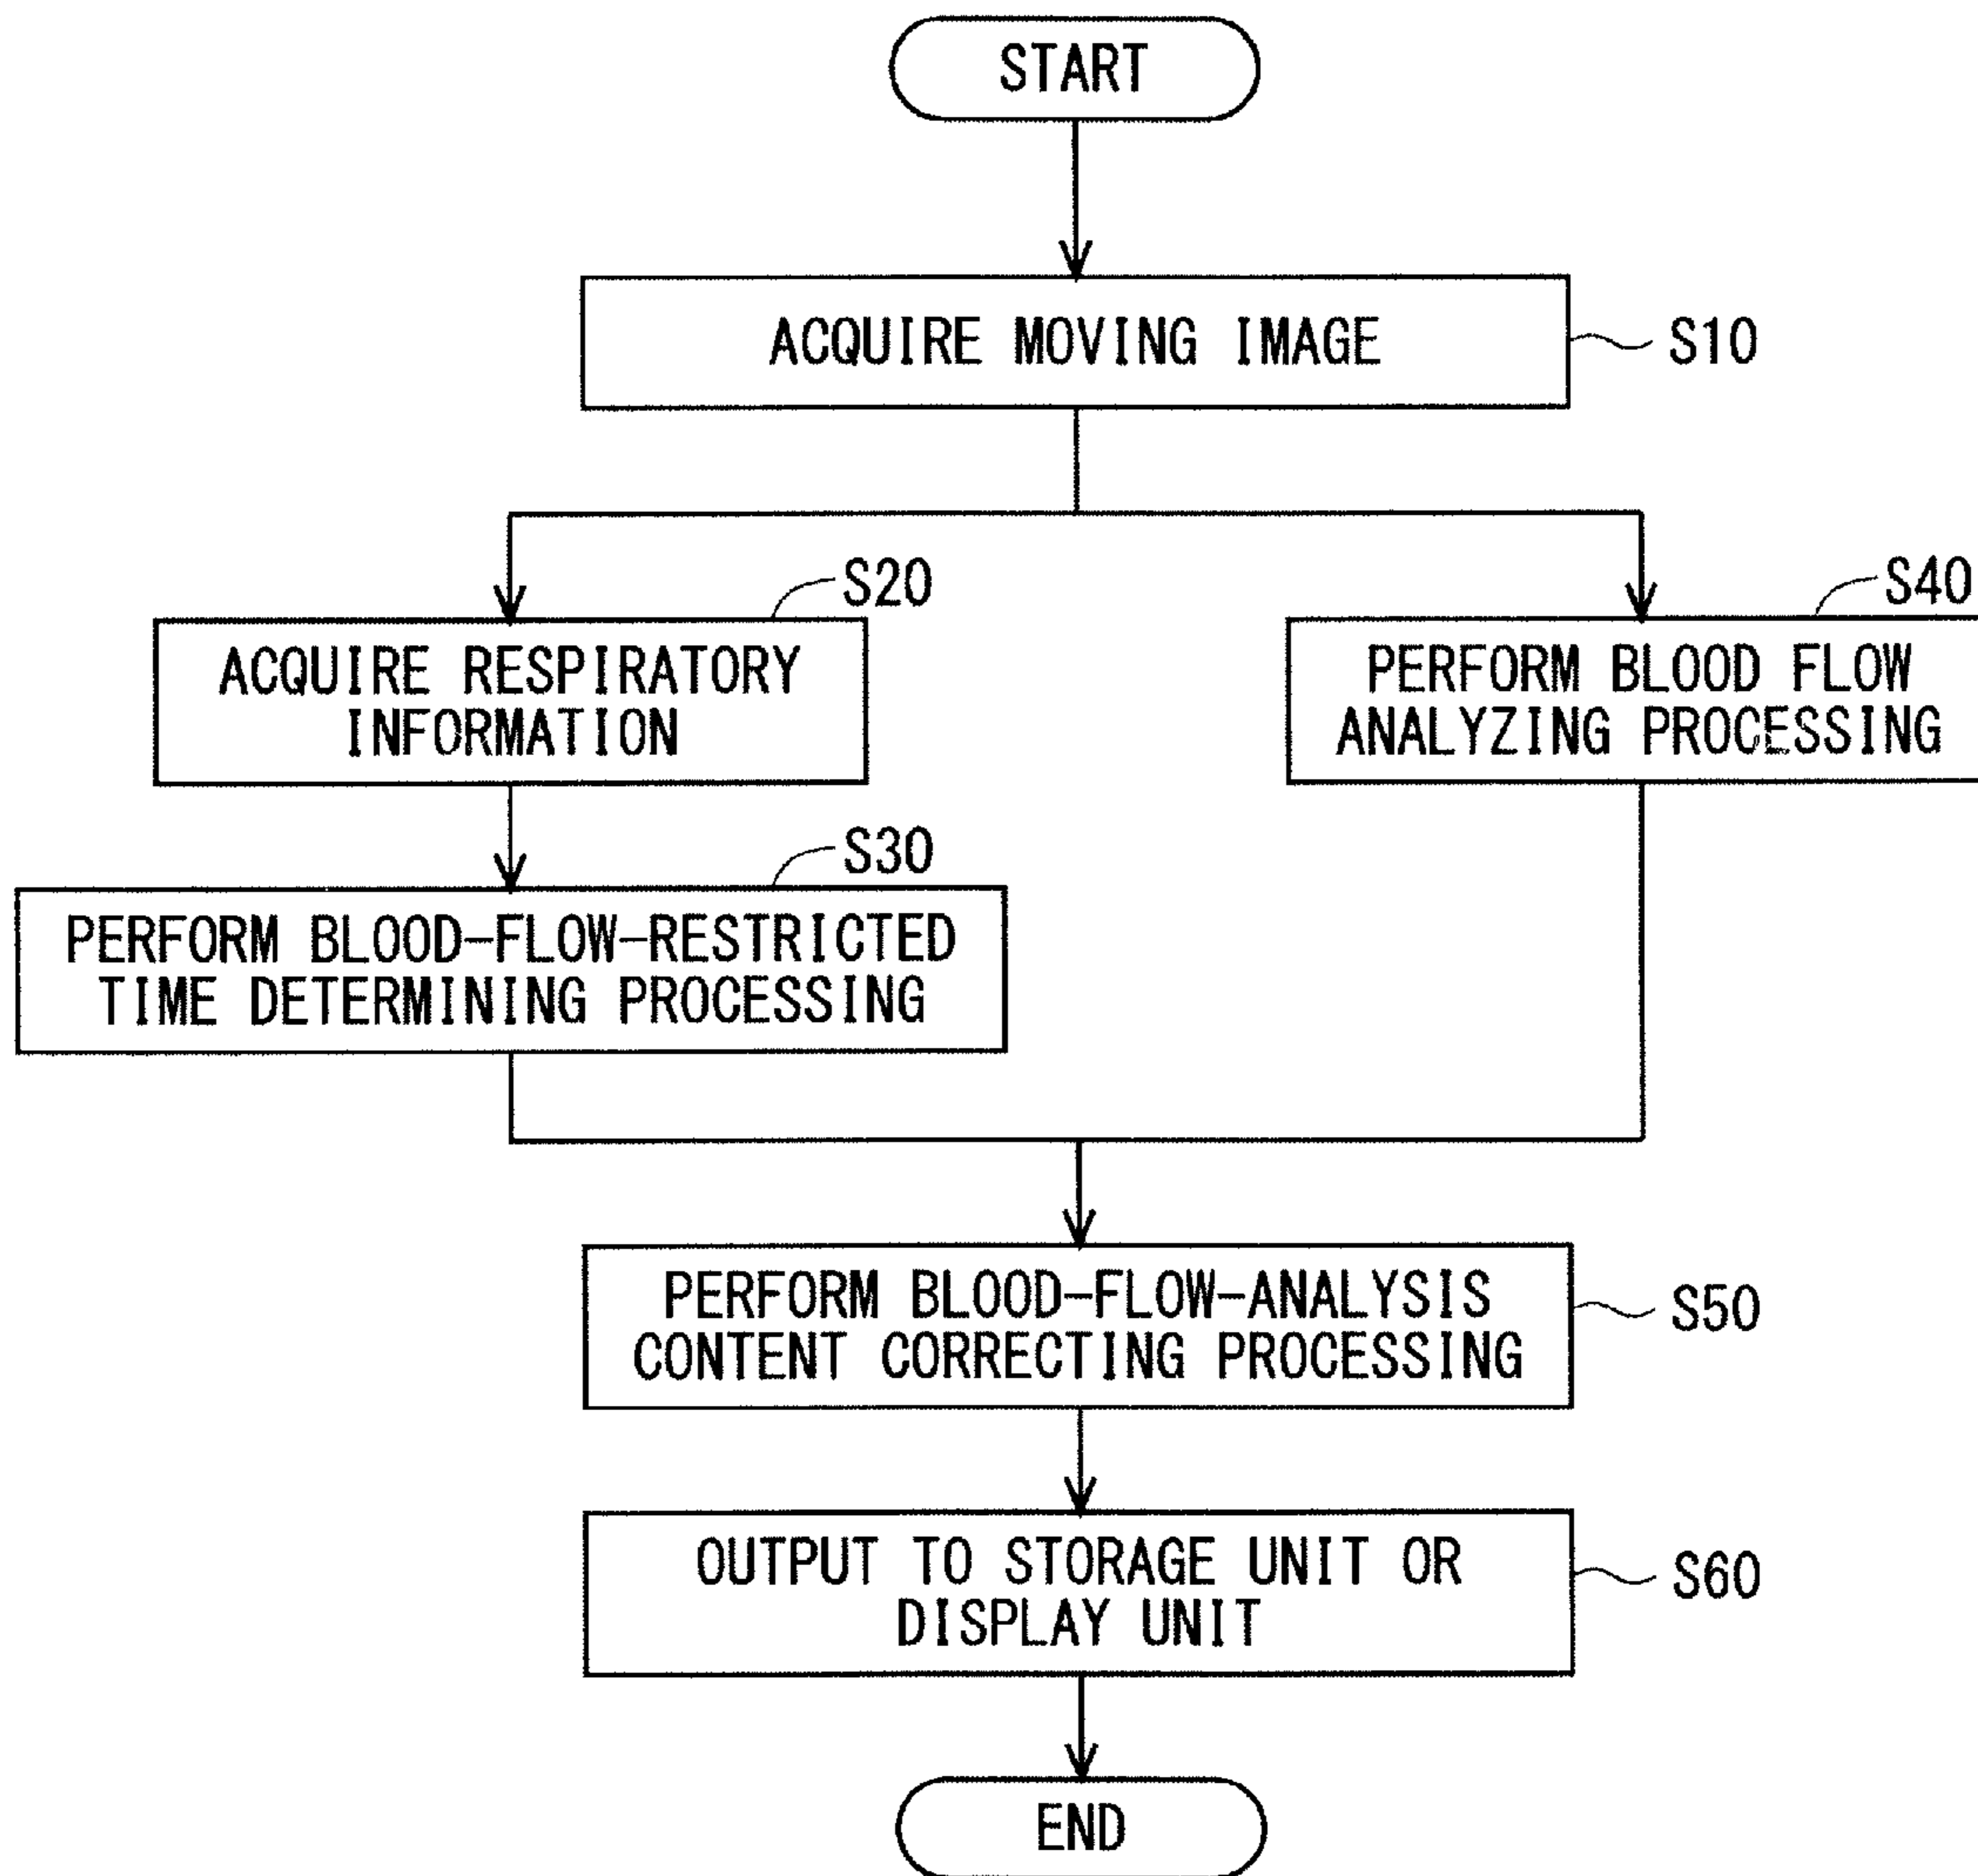 START
ACQUIRE MOVING IMAGE
S10
S20
ACQUIRE RESPIRATORY
INFORMATION
S40
PERFORM BLOOD FLOW
ANALYZING PROCESSING
S30
PERFORM BLOOD-FLOW-RESTRICTED
TIME DETERMINING PROCESSING
PERFORM BLOOD-FLOW-ANALYSIS
CONTENT CORRECTING PROCESSING
S50
OUTPUT TO STORAGE UNIT OR
DISPLAY UNIT
S60
END